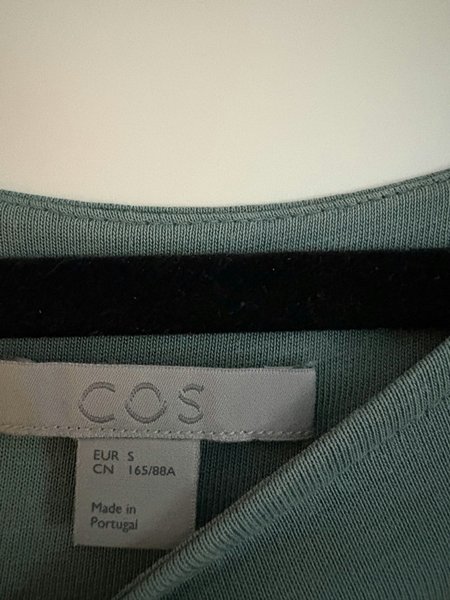 COS
EUR S
CN 165/88A
Made in
Portugal